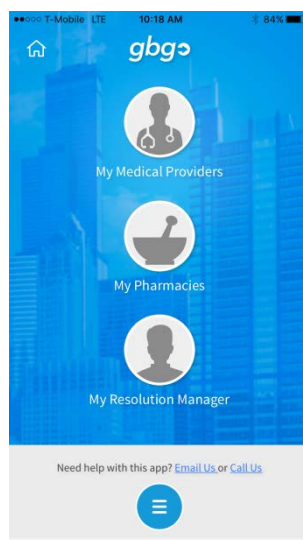 T-Mobile LTE 10:18 AM 84%
gbg
My Medical Providers
My Pharmacies
My Resolution Manager
Need help with this app? Email Us or Call Us